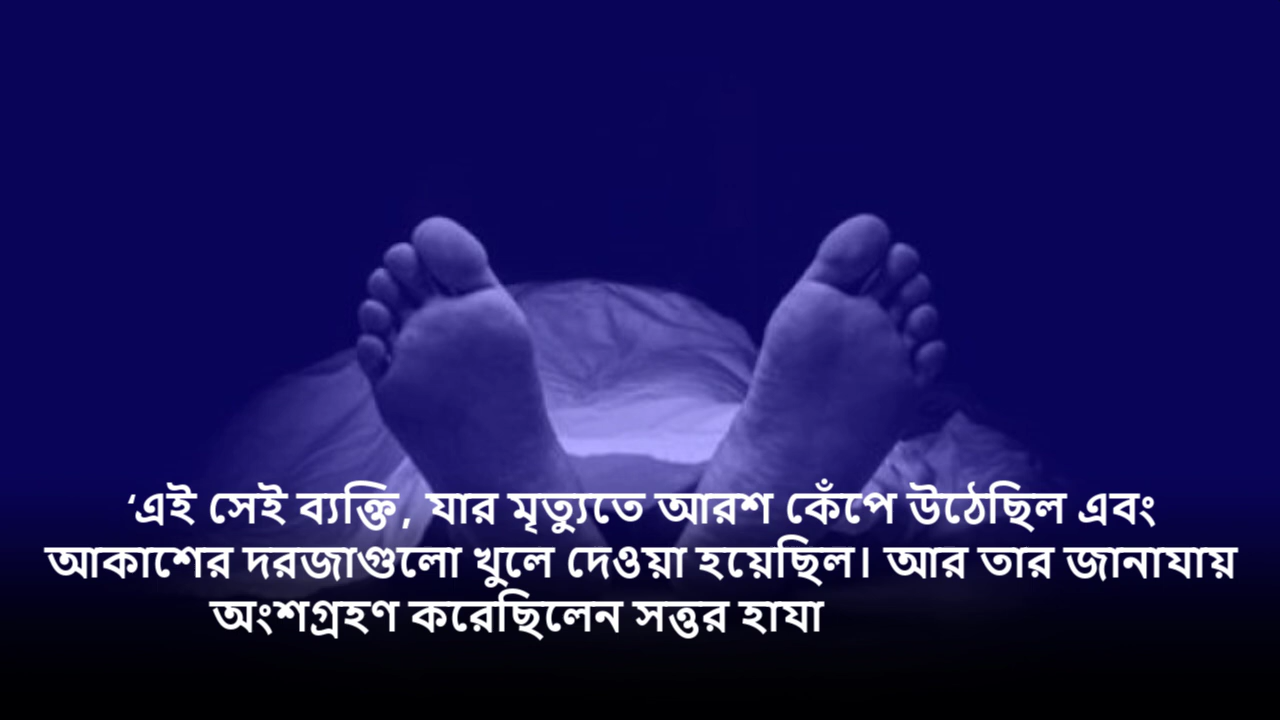 ‘এই সেই ব্যক্তি, যার মৃত্যুতে আরশ কেঁপে উঠেছিল এবং
আকাশের দরজাগুলো খুলে দেওয়া হয়েছিল। আর তার জানাযায়
অংশগ্রহণ করেছিলেন সত্তর হাযা